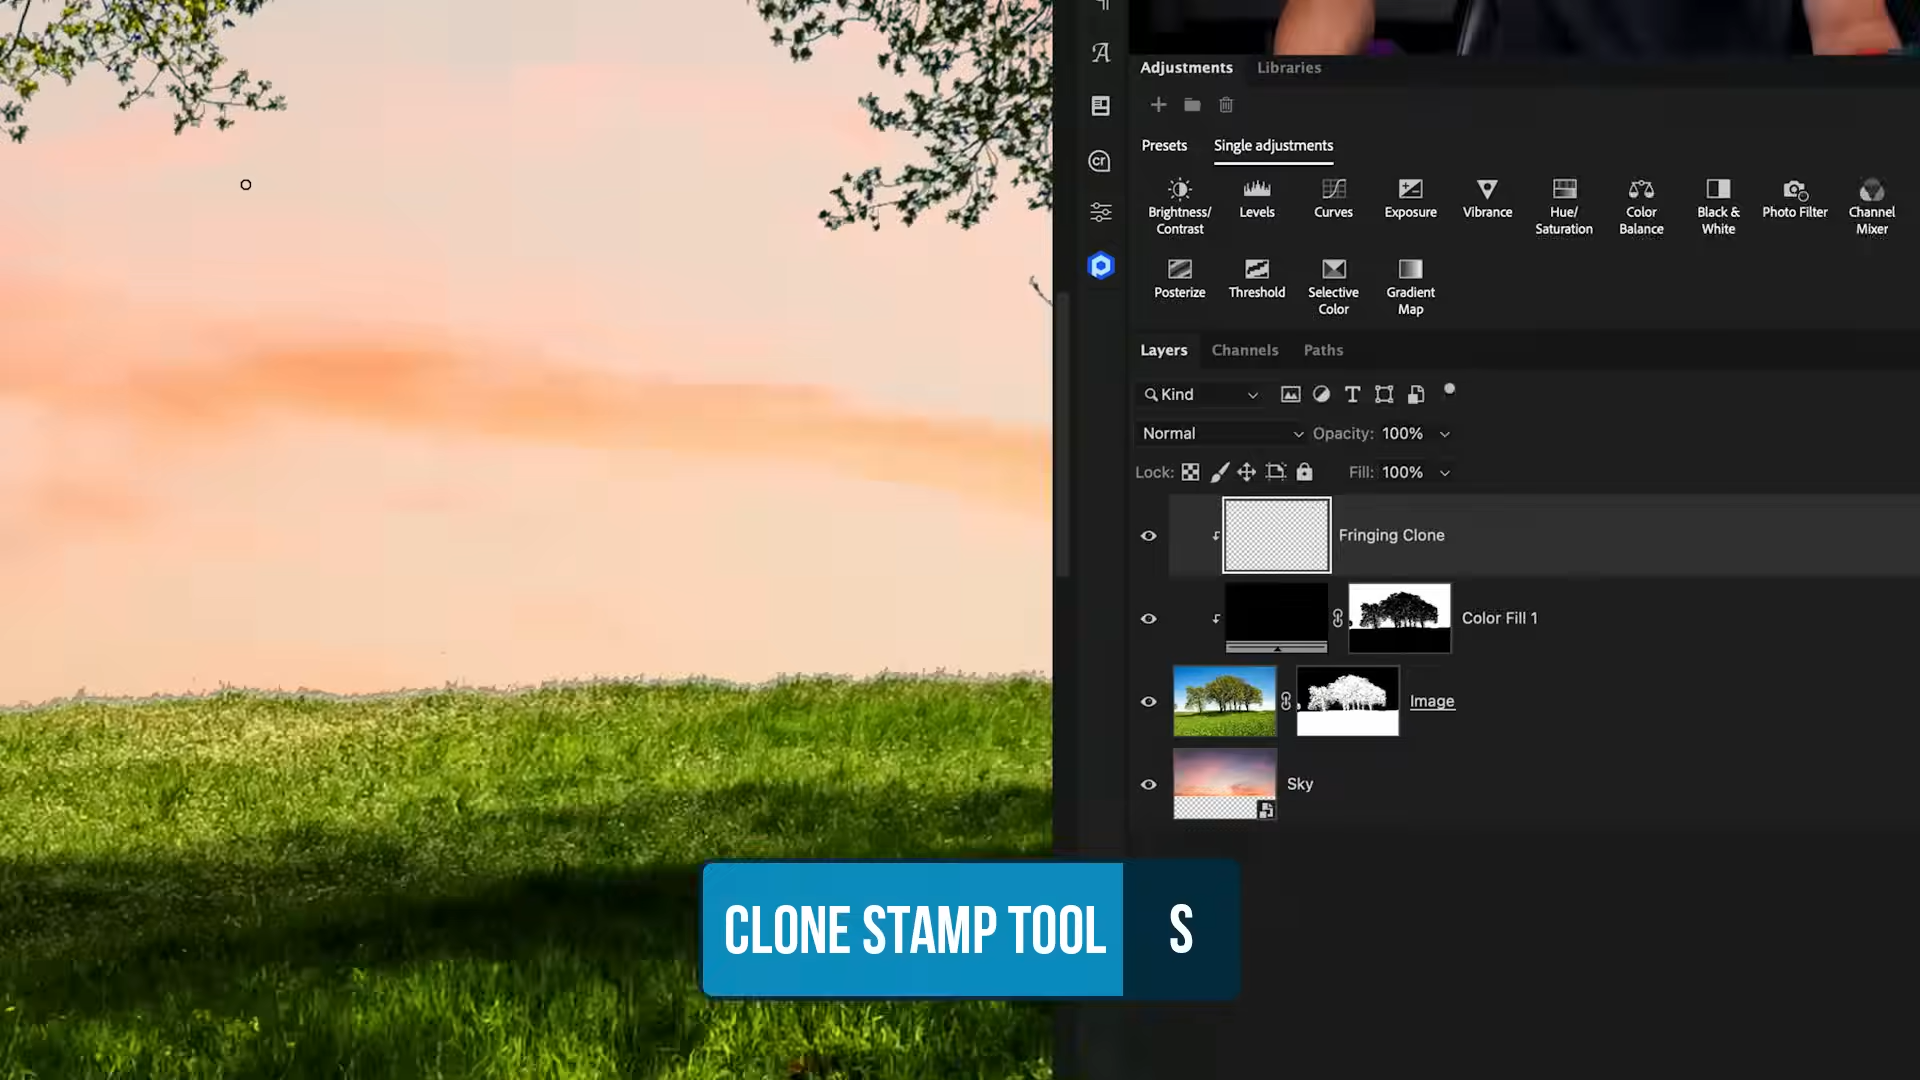 Adjustments Libraries
Presets Single adjustments
Brightness/
Contrast
Levels
Curves
Exposure
Vibrance
Hue/
Saturation
Color
Balance
Black &
White
Photo Filter
Channel
Mixer
Posterize
Threshold
Selective
Color
Gradient
Map
Layers Channels Paths
Kind
Normal Opacity: 100%
Lock: Fill: 100%
Fringing Clone
Color Fill 1
Image
Sky
CLONE STAMP TOOL S